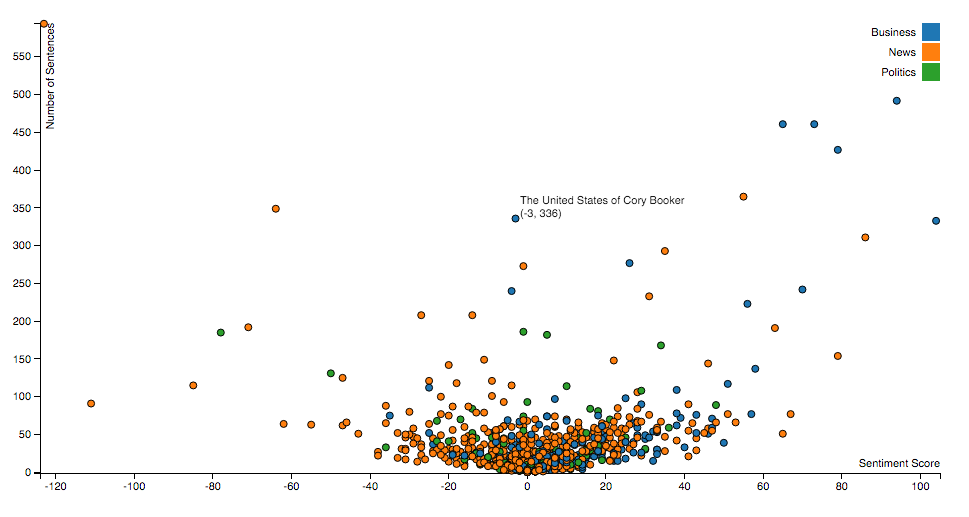 Number of Sentences
Business
News
Politics
550
500
450
400
350
300
250
200
150
100
50
0
The United States of Cory Booker
(-3, 336)
Sentiment Score
-120 -100 -80 -60 -40 -20 0 20 40 60 80 100